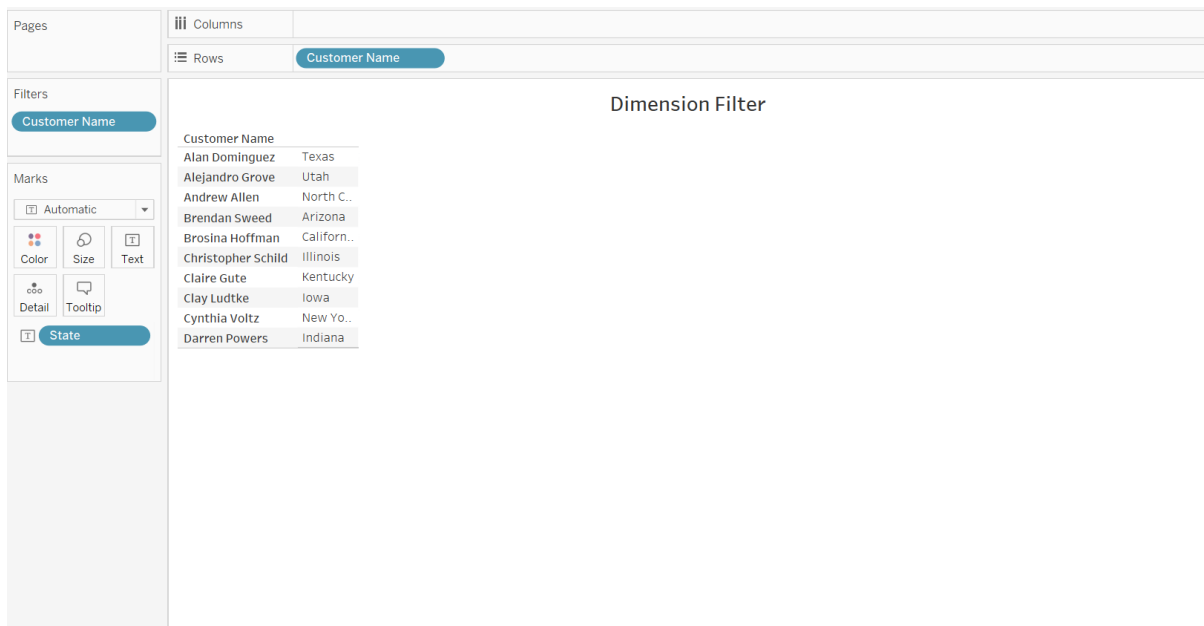 Pages
Columns
Rows
Customer Name
Filters
Customer Name
Marks
Automatic
Color
Size
Text
Detail
Tooltip
State
Dimension Filter
Customer Name
Alan Dominguez Texas
Alejandro Grove Utah
Andrew Allen North C..
Brendan Sweed Arizona
Brosina Hoffman Californ..
Christopher Schild Illinois
Claire Gute Kentucky
Clay Ludtke Iowa
Cynthia Voltz New Yo..
Darren Powers Indiana